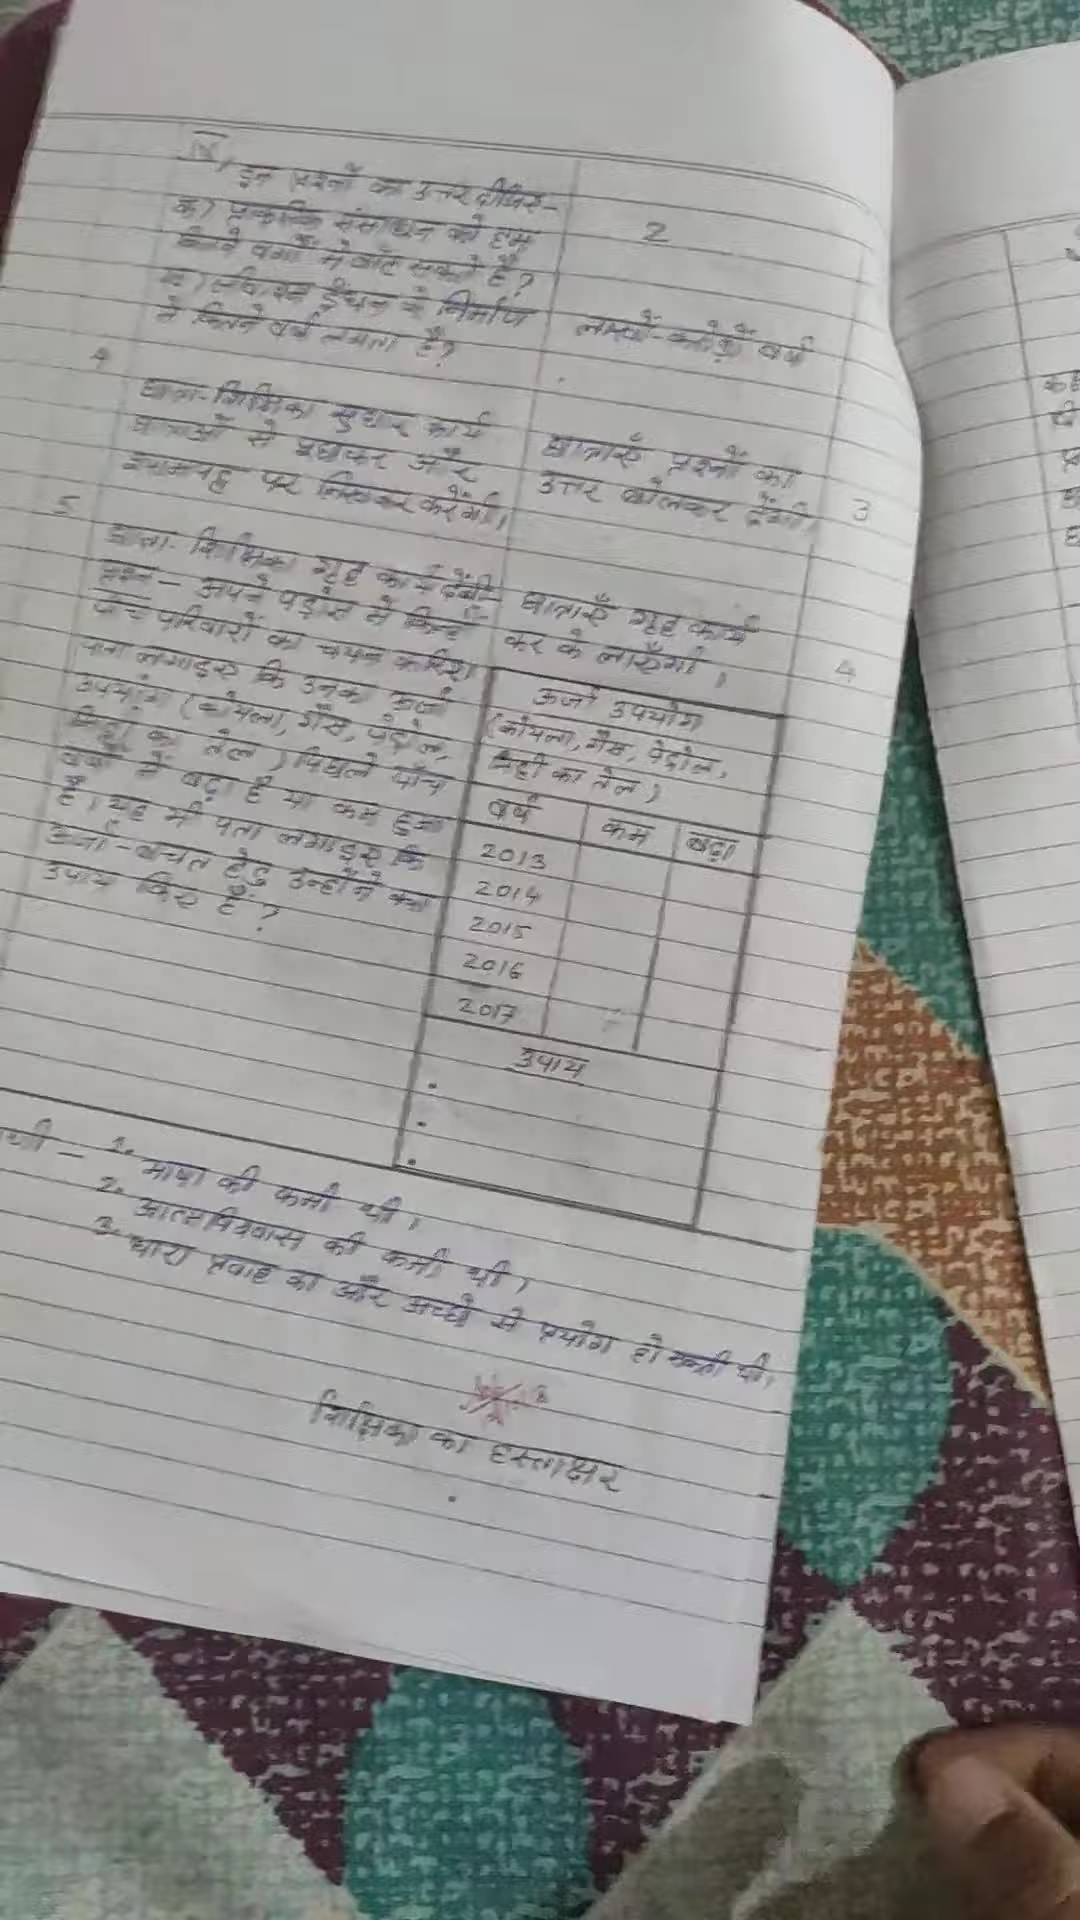 IV, इन प्रश्नों का उत्तर दीजिए-
क) प्राकृतिक संसाधन को हम
कितने वर्गों में बाँट सकते है?
2
ख) जीवाश्म ईंधन के निर्माण
में कितने वर्ष लगता है?
लाखों-करोड़ों वर्ष
4
छात्रा-शिक्षिका सुधार कार्य
छात्राओं से पूछकर और
श्यामपट्ट पर लिखकर करेंगी।
छात्राएँ प्रश्नों का
उत्तर बोलकर देंगी।
3
5
छात्रा-शिक्षिका गृह कार्य देंगी-
प्रश्न- अपने पड़ोस से किन्हीं
पाँच परिवारों का चयन करिए।
पता लगाइए कि उनका ऊर्जा
उपयोग (कोयला, गैस, पेट्रोल,
मिट्टी का तेल) पिछले पाँच
वर्षों में बढ़ा है या कम हुआ
है। यह भी पता लगाइए कि
ऊर्जा-बचत हेतु उन्होंने क्या
उपाय किए हैं?
छात्राएँ गृह कार्य
कर के लाएँगी।
4
ऊर्जा उपयोग
(कोयला, गैस, पेट्रोल,
मिट्टी का तेल)
वर्ष कम बढ़ा
2013
2014
2015
2016
2017
उपाय
1. भाषा की कमी थी।
2. आत्मविश्वास की कमी थी।
3. धारा प्रवाह का और अच्छे से प्रयोग हो सकती थी।
शिक्षिका का हस्ताक्षर